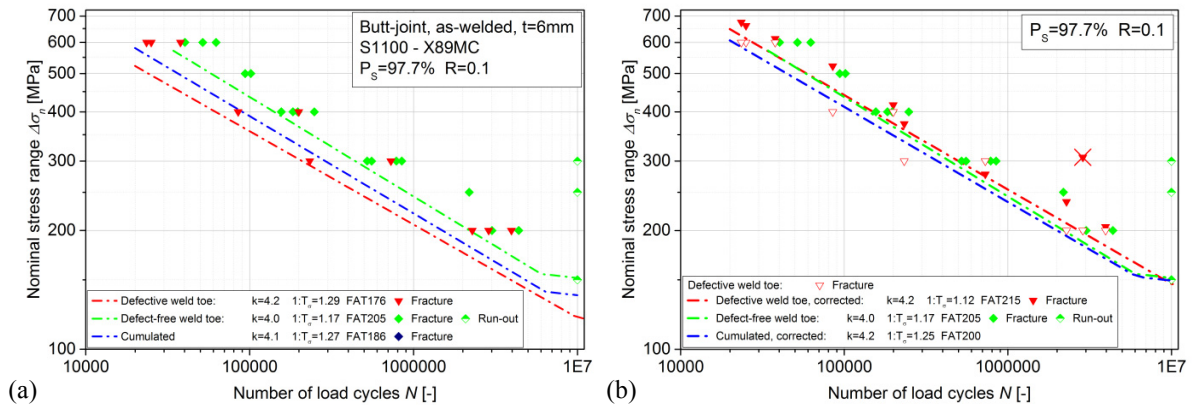 (a)
Nominal stress range Δσn [MPa]
700
600
500
400
300
200
100
Butt-joint, as-welded, t=6mm
S1100 - X89MC
PS=97.7% R=0.1
Defective weld toe: k=4.2 1:Tσ=1.29 FAT176 Fracture
Defect-free weld toe: k=4.0 1:Tσ=1.17 FAT205 Fracture Run-out
Cumulated k=4.1 1:Tσ=1.27 FAT186 Fracture
10000 100000 1000000 1E7
Number of load cycles N [-]
(b)
Nominal stress range Δσn [MPa]
700
600
500
400
300
200
100
PS=97.7% R=0.1
Defective weld toe: Fracture
Defective weld toe, corrected: k=4.2 1:Tσ=1.12 FAT215 Fracture
Defect-free weld toe: k=4.0 1:Tσ=1.17 FAT205 Fracture Run-out
Cumulated, corrected: k=4.2 1:Tσ=1.25 FAT200
10000 100000 1000000 1E7
Number of load cycles N [-]